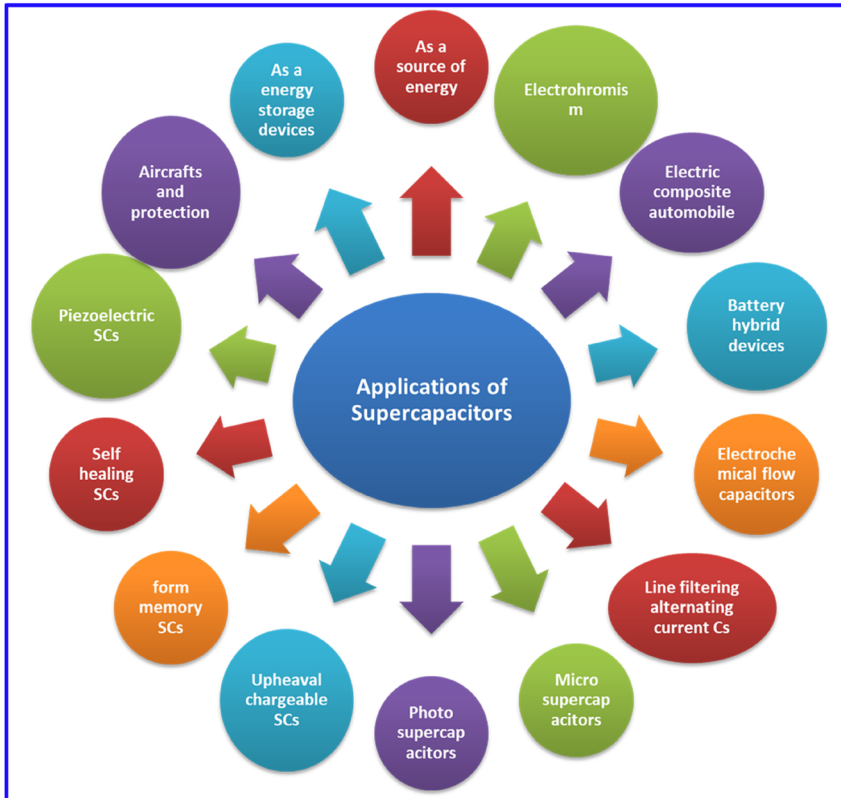 As a
source of
energy
Electrohromis
m
Electric
composite
automobile
Battery
hybrid
devices
Electroche
mical flow
capacitors
Line filtering
alternating
current Cs
Micro
supercap
acitors
Photo
supercap
acitors
Upheaval
chargeable
SCs
form
memory
SCs
Self
healing
SCs
Piezoelectric
SCs
Aircrafts
and
protection
As a
energy
storage
devices
Applications of
Supercapacitors